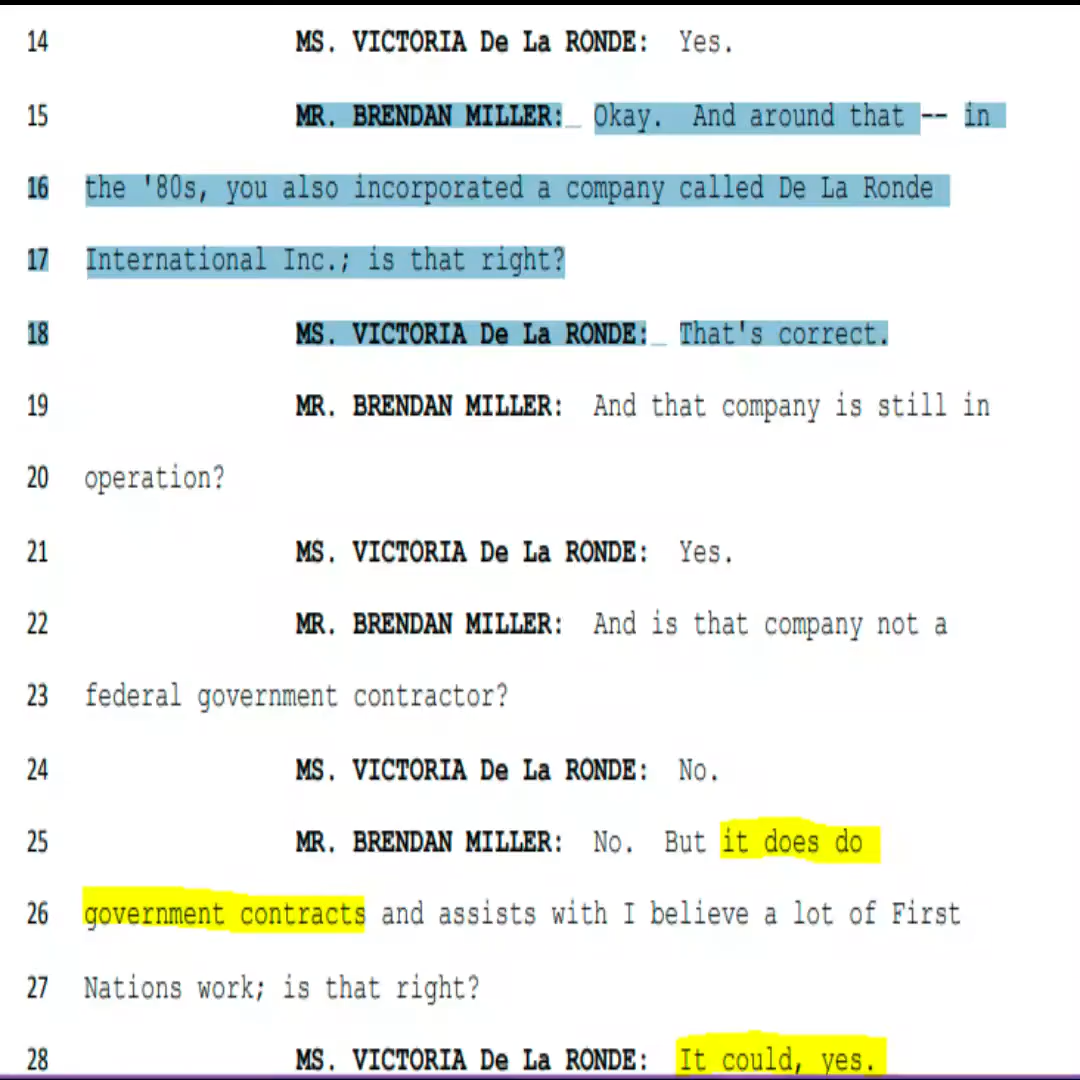 14 MS. VICTORIA De La RONDE: Yes.
15 MR. BRENDAN MILLER:_ Okay. And around that -- in
16 the '80s, you also incorporated a company called De La Ronde
17 International Inc.; is that right?
18 MS. VICTORIA De La RONDE:_ That's correct.
19 MR. BRENDAN MILLER: And that company is still in
20 operation?
21 MS. VICTORIA De La RONDE: Yes.
22 MR. BRENDAN MILLER: And is that company not a
23 federal government contractor?
24 MS. VICTORIA De La RONDE: No.
25 MR. BRENDAN MILLER: No. But it does do
26 government contracts and assists with I believe a lot of First
27 Nations work; is that right?
28 MS. VICTORIA De La RONDE: It could, yes.